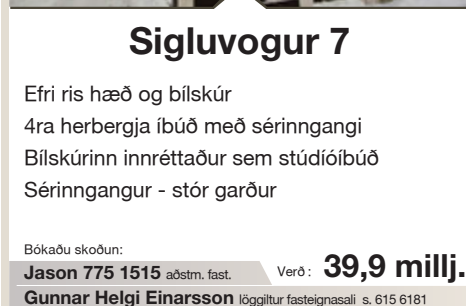 Sigluvogur 7
Efri ris hæð og bílskúr
4ra herbergja íbúð með sérinngangi
Bílskúrinn innréttaður sem stúdíóíbúð
Sérinngangur - stór garður
Bókaðu skoðun:
Jason 775 1515 aðstm. fast. Verð: 39,9 millj.
Gunnar Helgi Einarsson löggiltur fasteignasali s. 615 6181